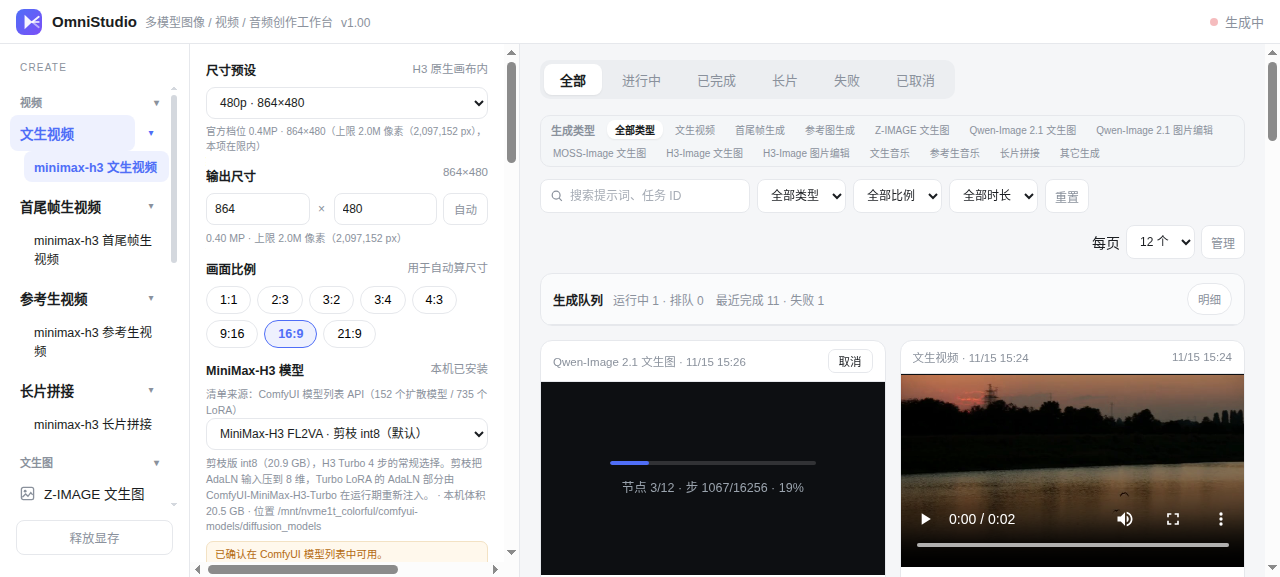 OmniStudio 多模型图像 / 视频 / 音频创作工作台 v1.00
生成中
CREATE
视频
文生视频
minimax-h3 文生视频
首尾帧生视频
minimax-h3 首尾帧生
视频
参考生视频
minimax-h3 参考生视
频
长片拼接
minimax-h3 长片拼接
文生图
Z-IMAGE 文生图
释放显存
尺寸预设 H3 原生画布内
480p · 864×480
官方档位 0.4MP · 864×480（上限 2.0M 像素（2,097,152 px），
本项在限内）
输出尺寸 864×480
864 × 480 自动
0.40 MP · 上限 2.0M 像素（2,097,152 px）
画面比例 用于自动算尺寸
1:1 2:3 3:2 3:4 4:3
9:16 16:9 21:9
MiniMax-H3 模型 本机已安装
清单来源：ComfyUI 模型列表 API（152 个扩散模型 / 735 个
LoRA）
MiniMax-H3 FL2VA · 剪枝 int8（默认）
剪枝版 int8（20.9 GB），H3 Turbo 4 步的常规选择。剪枝把
AdaLN 输入压到 8 维，Turbo LoRA 的 AdaLN 部分由
ComfyUI-MiniMax-H3-Turbo 在运行期重新注入。 · 本机体积
20.5 GB · 位置 /mnt/nvme1t_colorful/comfyui-
models/diffusion_models
已确认在 ComfyUI 模型列表中可用。
全部 进行中 已完成 长片 失败 已取消
生成类型 全部类型 文生视频 首尾帧生成 参考图生成 Z-IMAGE 文生图 Qwen-Image 2.1 文生图 Qwen-Image 2.1 图片编辑
MOSS-Image 文生图 H3-Image 文生图 H3-Image 图片编辑 文生音乐 参考生音乐 长片拼接 其它生成
搜索提示词、任务 ID 全部类型 全部比例 全部时长 重置
每页 12 个 管理
生成队列 运行中 1 · 排队 0 最近完成 11 · 失败 1 明细
Qwen-Image 2.1 文生图 · 11/15 15:26 取消
节点 3/12 · 步 1067/16256 · 19%
文生视频 · 11/15 15:24 11/15 15:24
0:00 / 0:02